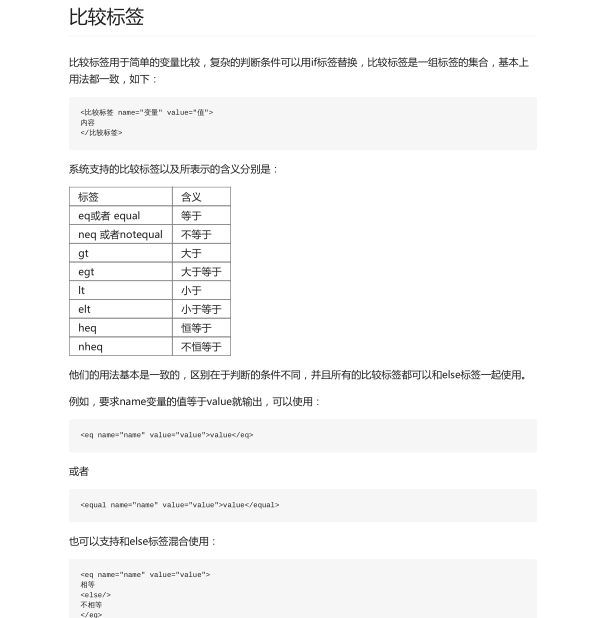 比较标签
比较标签用于简单的变量比较，复杂的判断条件可以用if标签替换，比较标签是一组标签的集合，基本上
用法都一致，如下：
<比较标签 name="变量" value="值">
内容
</比较标签>
系统支持的比较标签以及所表示的含义分别是：
标签 含义
eq或者 equal 等于
neq 或者notequal 不等于
gt 大于
egt 大于等于
lt 小于
elt 小于等于
heq 恒等于
nheq 不恒等于
他们的用法基本是一致的，区别在于判断的条件不同，并且所有的比较标签都可以和else标签一起使用。
例如，要求name变量的值等于value就输出，可以使用：
<eq name="name" value="value">value</eq>
或者
<equal name="name" value="value">value</equal>
也可以支持和else标签混合使用：
<eq name="name" value="value">
相等
<else/>
不相等
</eq>